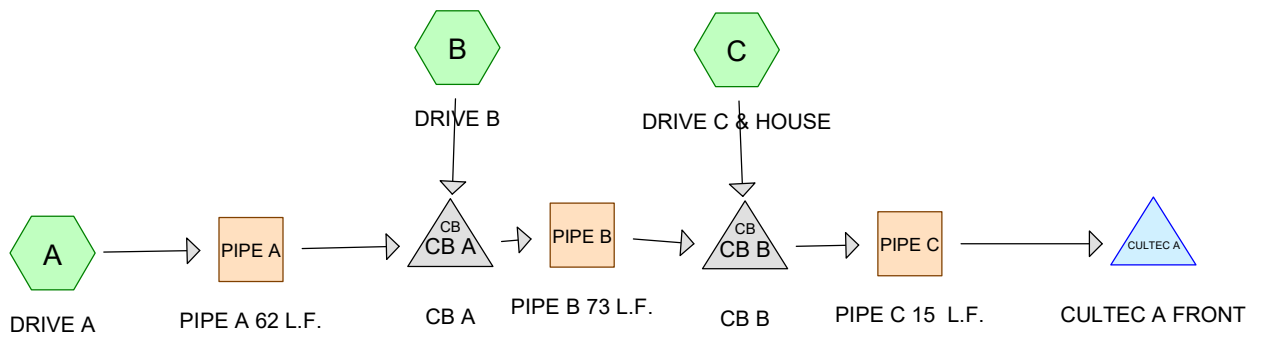 B
C
DRIVE B
DRIVE C & HOUSE
A
PIPE A
CB
CB A
PIPE B
CB
CB B
PIPE C
CULTEC A
DRIVE A
PIPE A 62 L.F.
CB A
PIPE B 73 L.F.
CB B
PIPE C 15 L.F.
CULTEC A FRONT